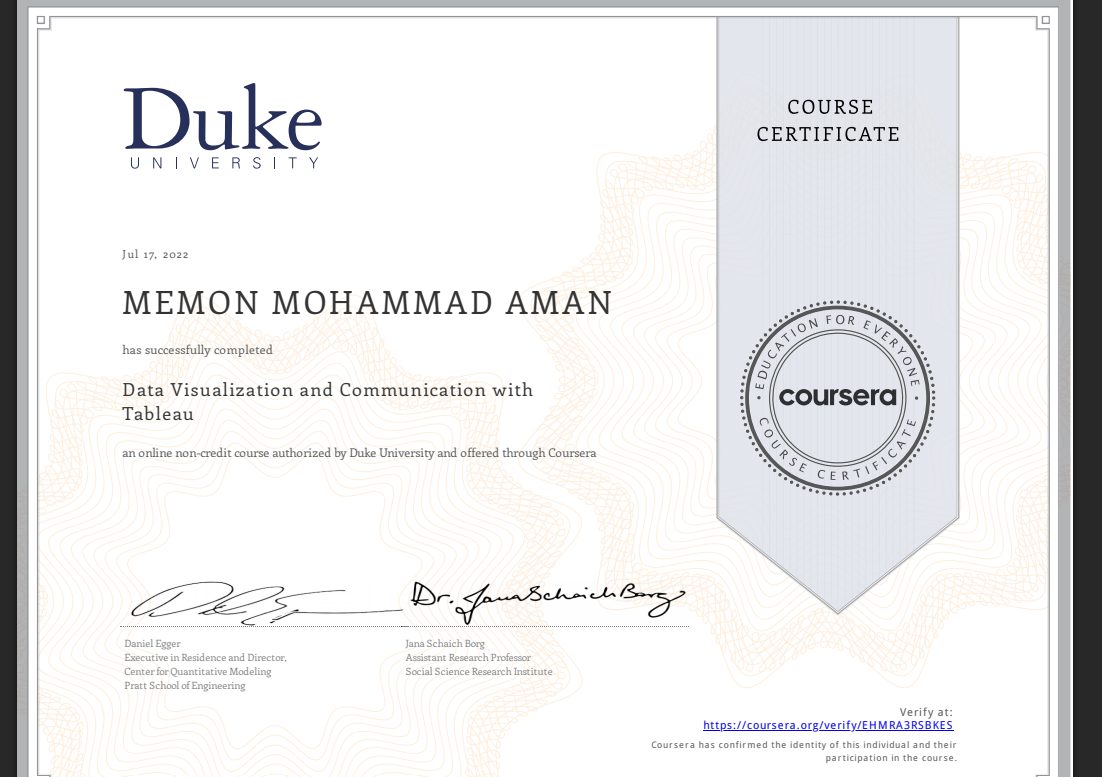 Duke
UNIVERSITY
COURSE
CERTIFICATE
Jul 17, 2022
MEMON MOHAMMAD AMAN
has successfully completed
Data Visualization and Communication with
Tableau
an online non-credit course authorized by Duke University and offered through Coursera
EDUCATION FOR EVERYONE
coursera
COURSE CERTIFICATE
Dr. Jana Schaich Borg
Daniel Egger
Executive in Residence and Director,
Center for Quantitative Modeling
Pratt School of Engineering
Jana Schaich Borg
Assistant Research Professor
Social Science Research Institute
Verify at:
https://coursera.org/verify/EHMRA3RSBKES
Coursera has confirmed the identity of this individual and their
participation in the course.